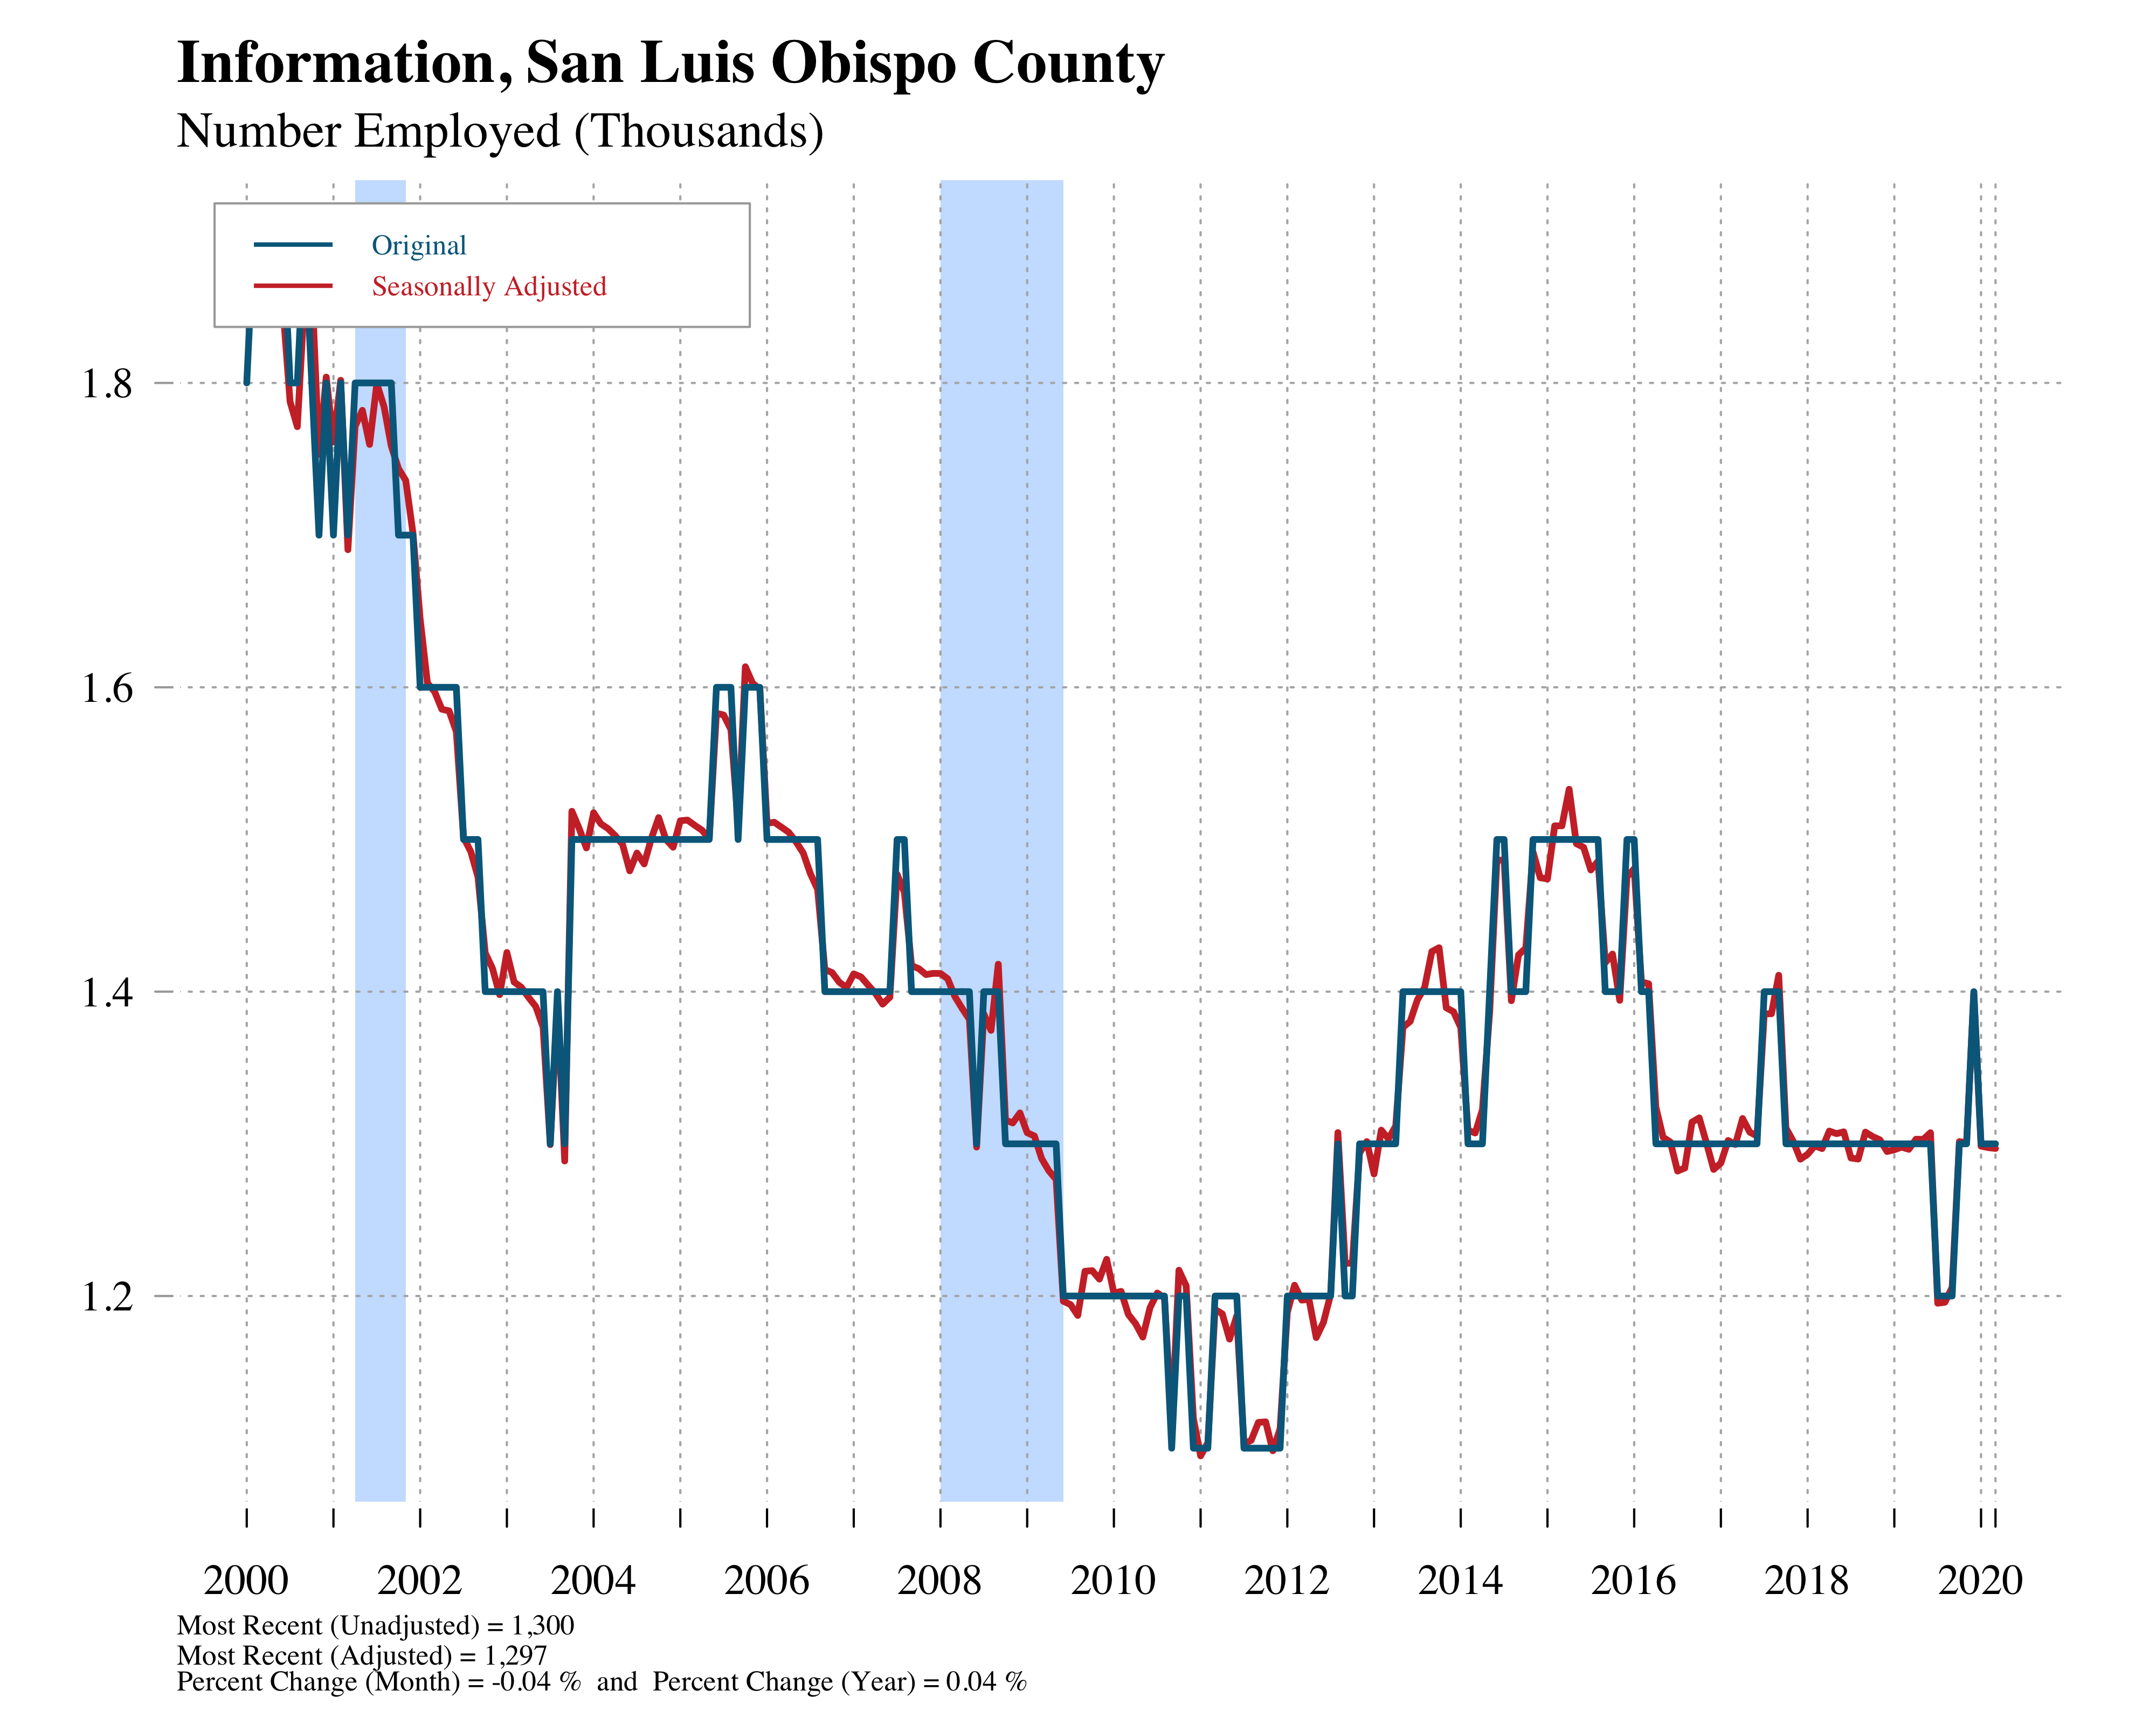 Information, San Luis Obispo County
Number Employed (Thousands)
Original
Seasonally Adjusted
1.8
1.6
1.4
1.2
2000 2002 2004 2006 2008 2010 2012 2014 2016 2018 2020
Most Recent (Unadjusted) = 1,300
Most Recent (Adjusted) = 1,297
Percent Change (Month) = -0.04 % and Percent Change (Year) = 0.04 %